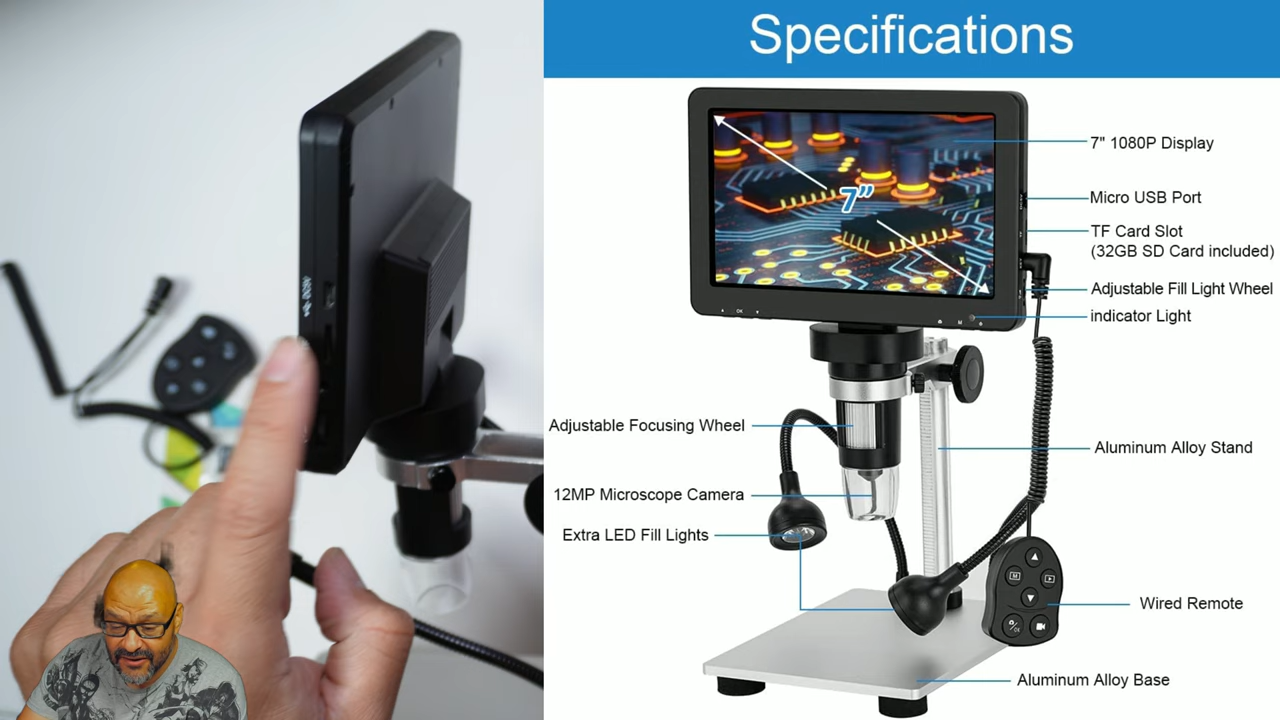 Specifications
7"
7" 1080P Display
Micro USB Port
TF Card Slot
(32GB SD Card included)
Adjustable Fill Light Wheel
indicator Light
Adjustable Focusing Wheel
12MP Microscope Camera
Extra LED Fill Lights
Aluminum Alloy Stand
Wired Remote
Aluminum Alloy Base
OK
M
M